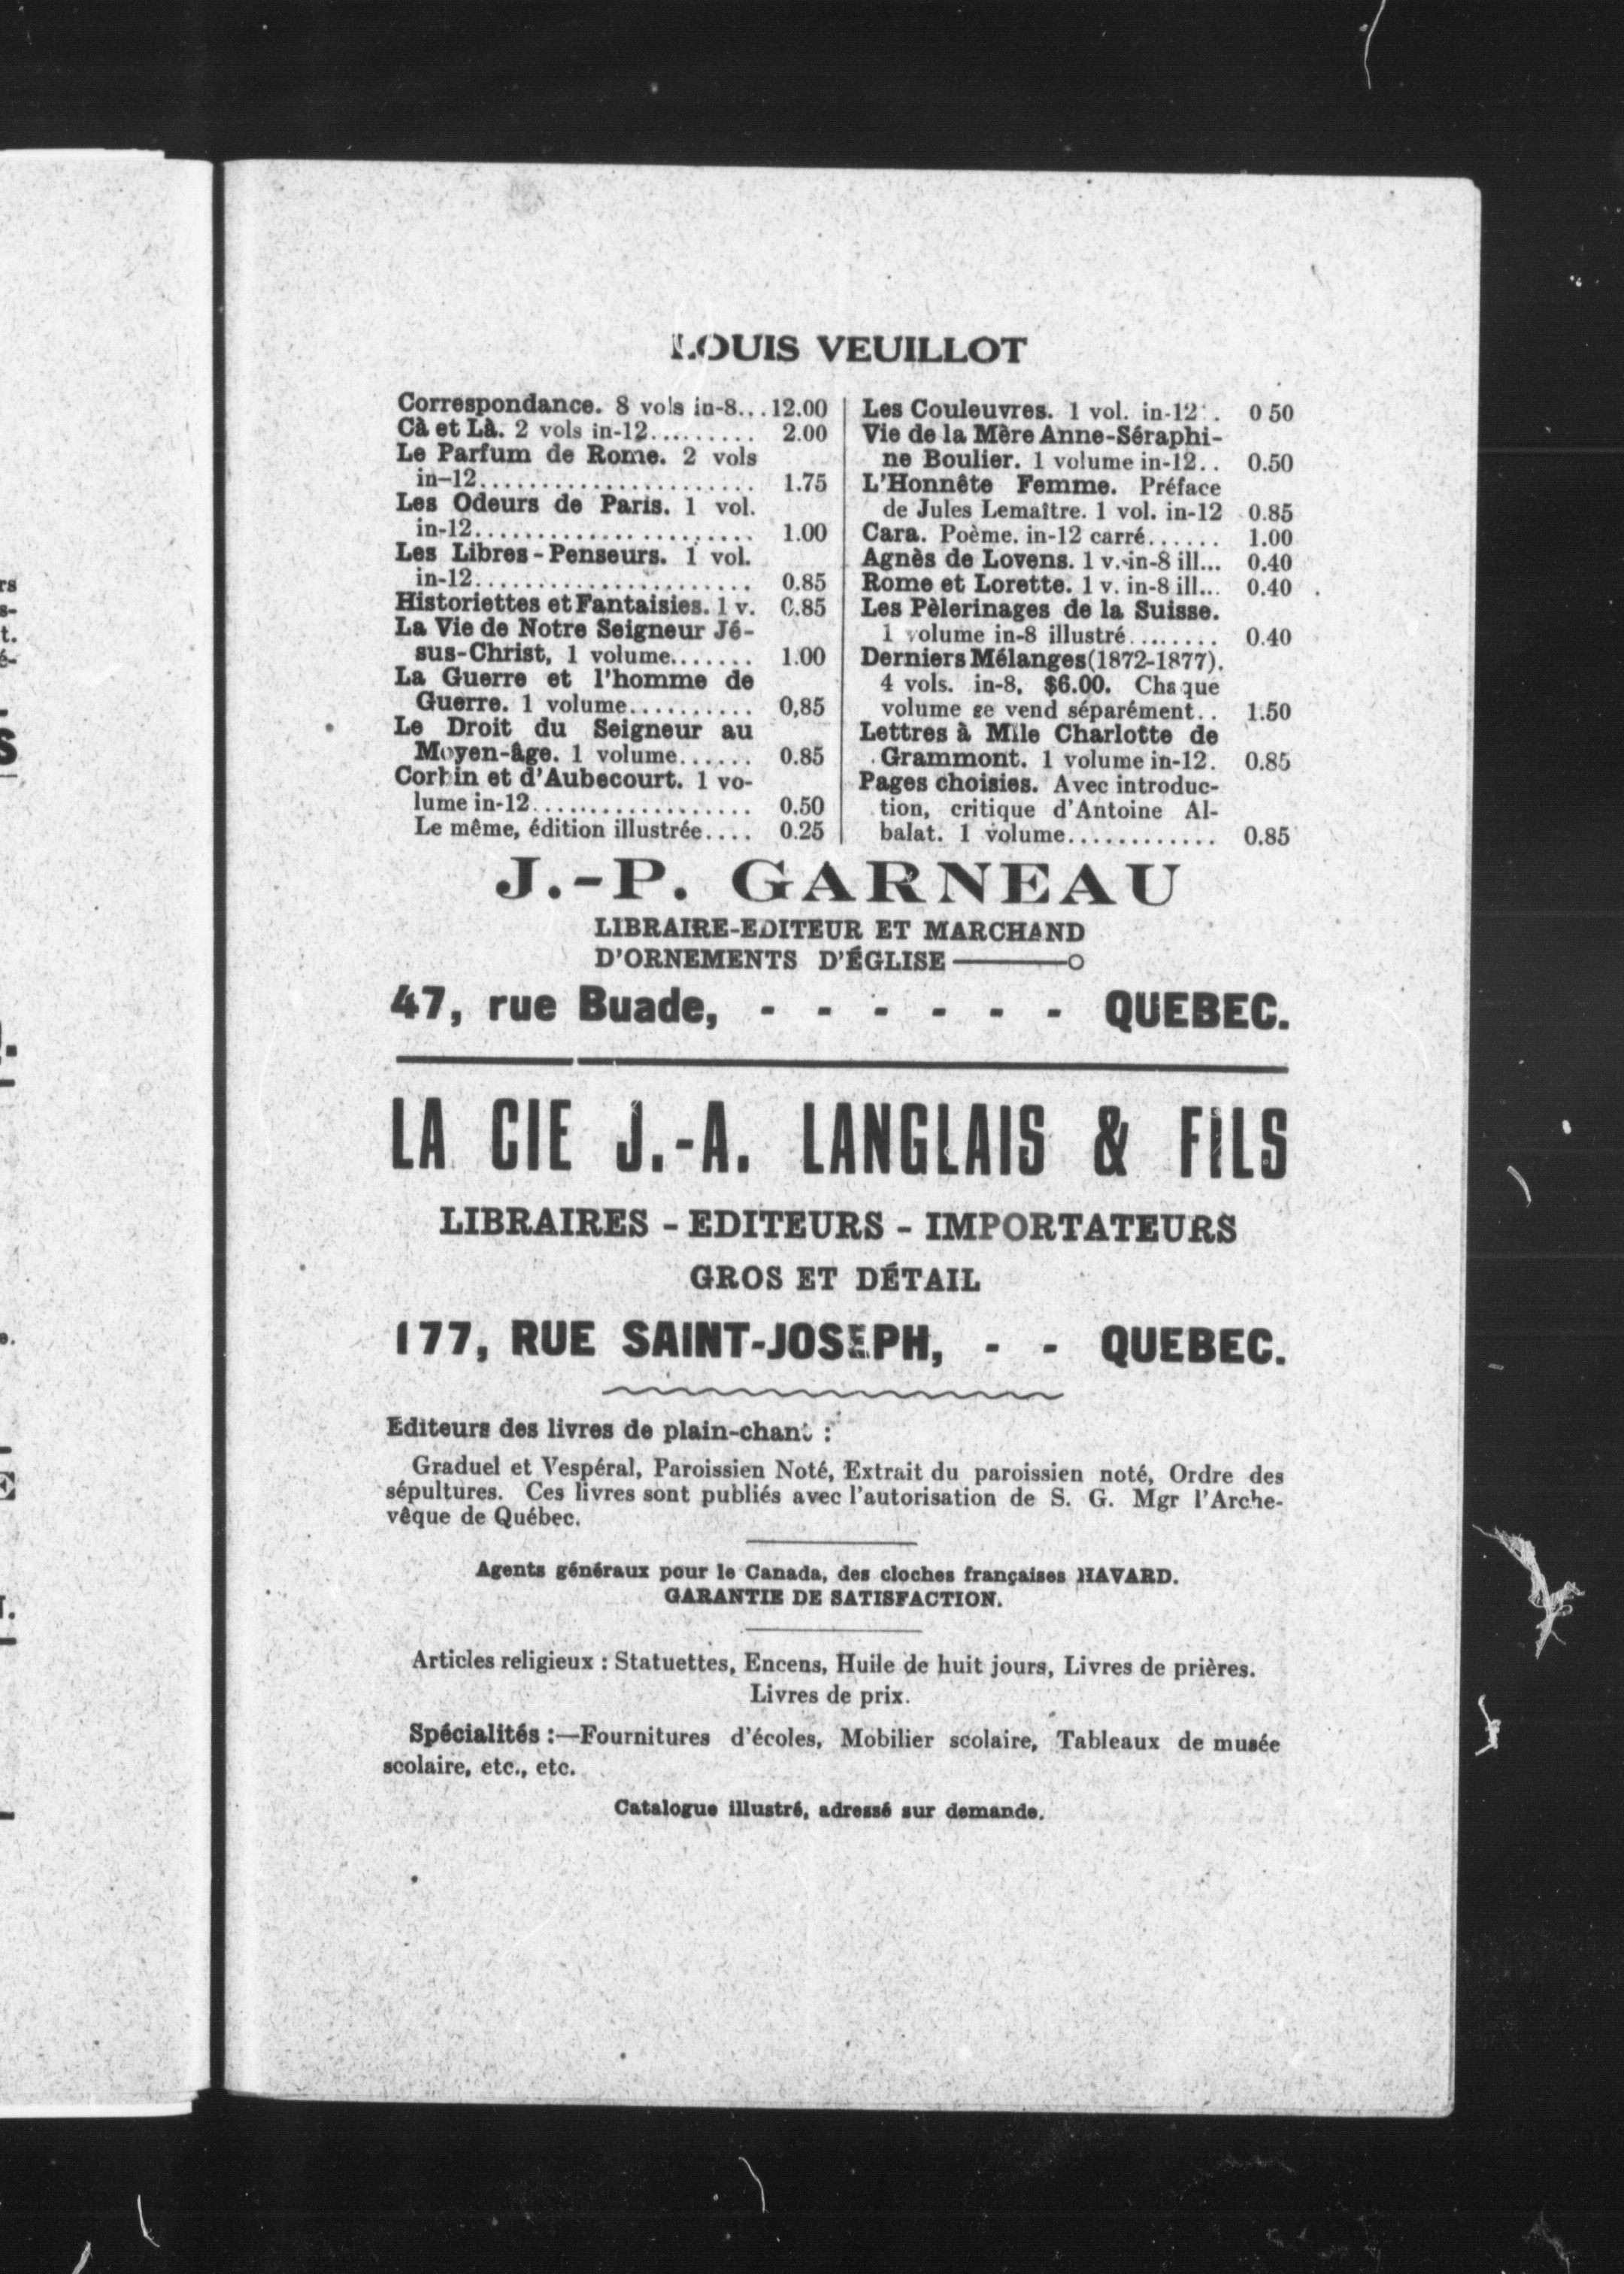 LOUIS VEUILLOT
Correspondance. 8 vols in-8... 12.00
Cà et Là. 2 vols in-12......... 2.00
Le Parfum de Rome. 2 vols
in-12...................... 1.75
Les Odeurs de Paris. 1 vol.
in-12...................... 1.00
Les Libres-Penseurs. 1 vol.
in-12...................... 0.85
Historiettes et Fantaisies. 1 v. 0.85
La Vie de Notre Seigneur Jé-
sus-Christ, 1 volume....... 1.00
La Guerre et l'homme de
Guerre. 1 volume.......... 0,85
Le Droit du Seigneur au
Moyen-âge. 1 volume...... 0.85
Corbin et d'Aubecourt. 1 vo-
lume in-12.................. 0.50
Le même, édition illustrée.... 0.25
Les Couleuvres. 1 vol. in-12.. 0 50
Vie de la Mère Anne-Séraphi-
ne Boulier. 1 volume in-12.. 0.50
L'Honnête Femme. Préface
de Jules Lemaître. 1 vol. in-12 0.85
Cara. Poème. in-12 carré...... 1.00
Agnès de Lovens. 1 v. in-8 ill... 0.40
Rome et Lorette. 1 v. in-8 ill... 0.40
Les Pèlerinages de la Suisse.
1 volume in-8 illustré........ 0.40
Derniers Mélanges (1872-1877).
4 vols. in-8, $6.00. Chaque
volume se vend séparément.. 1.50
Lettres à Mlle Charlotte de
Grammont. 1 volume in-12. 0.85
Pages choisies. Avec introduc-
tion, critique d'Antoine Al-
balat. 1 volume............ 0.85
J.-P. GARNEAU
LIBRAIRE-EDITEUR ET MARCHAND
D'ORNEMENTS D'ÉGLISE
47, rue Buade, - - - - - - QUEBEC.
LA CIE J.-A. LANGLAIS & FILS
LIBRAIRES - EDITEURS - IMPORTATEURS
GROS ET DÉTAIL
177, RUE SAINT-JOSEPH, - - QUEBEC.
Editeurs des livres de plain-chant :
Graduel et Vespéral, Paroissien Noté, Extrait du paroissien noté, Ordre des
sépultures. Ces livres sont publiés avec l'autorisation de S. G. Mgr l'Arche-
vêque de Québec.
Agents généraux pour le Canada, des cloches françaises HAVARD.
GARANTIE DE SATISFACTION.
Articles religieux : Statuettes, Encens, Huile de huit jours, Livres de prières.
Livres de prix.
Spécialités :—Fournitures d'écoles, Mobilier scolaire, Tableaux de musée
scolaire, etc., etc.
Catalogue illustré, adressé sur demande.